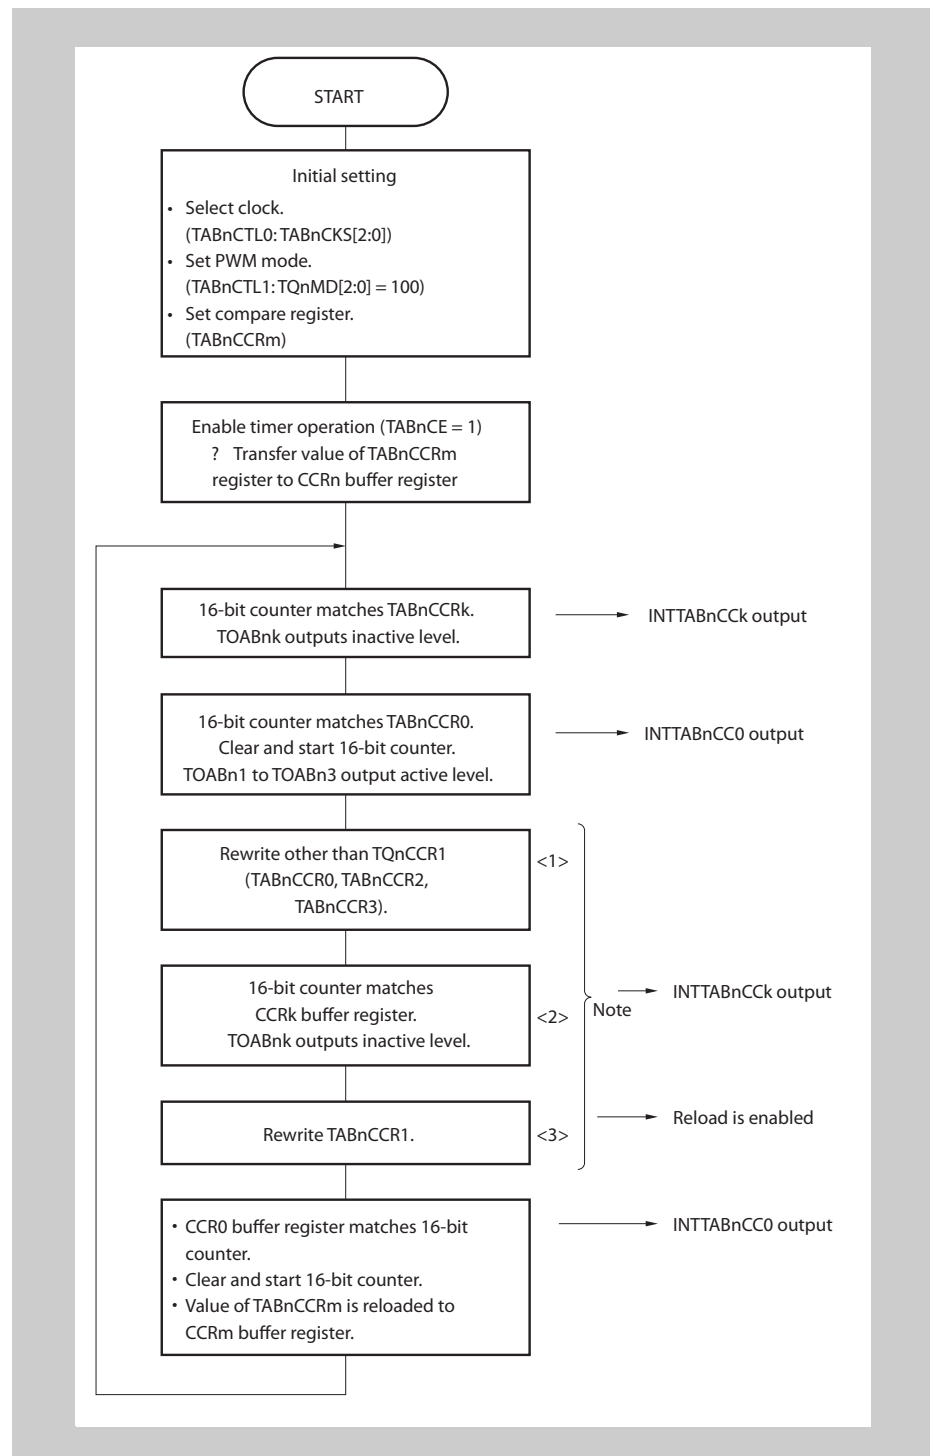 START
Initial setting
• Select clock.
(TABnCTL0: TABnCKS[2:0])
• Set PWM mode.
(TABnCTL1: TQnMD[2:0] = 100)
• Set compare register.
(TABnCCRm)
Enable timer operation (TABnCE = 1)
? Transfer value of TABnCCRm
register to CCRn buffer register
16-bit counter matches TABnCCRk.
TOABnk outputs inactive level.
INTTABnCCk output
16-bit counter matches TABnCCR0.
Clear and start 16-bit counter.
TOABn1 to TOABn3 output active level.
INTTABnCC0 output
Rewrite other than TQnCCR1
(TABnCCR0, TABnCCR2,
TABnCCR3).
<1>
16-bit counter matches
CCRk buffer register.
TOABnk outputs inactive level.
<2>
Note
INTTABnCCk output
Rewrite TABnCCR1.
<3>
Reload is enabled
• CCR0 buffer register matches 16-bit
counter.
• Clear and start 16-bit counter.
• Value of TABnCCRm is reloaded to
CCRm buffer register.
INTTABnCC0 output